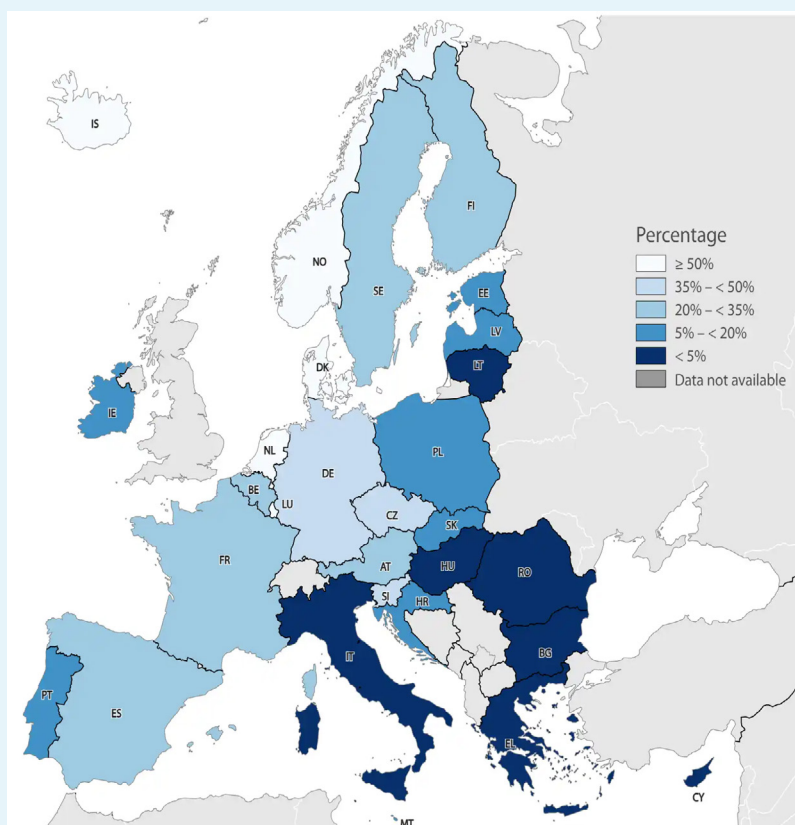 IS
FI
NO
SE
Percentage
≥ 50%
35% – < 50%
20% – < 35%
5% – < 20%
< 5%
Data not available
EE
LV
LT
DK
IE
NL
PL
DE
BE
LU
CZ
SK
FR
AT
HU
RO
SI
HR
IT
BG
PT
ES
EL
CY
MT